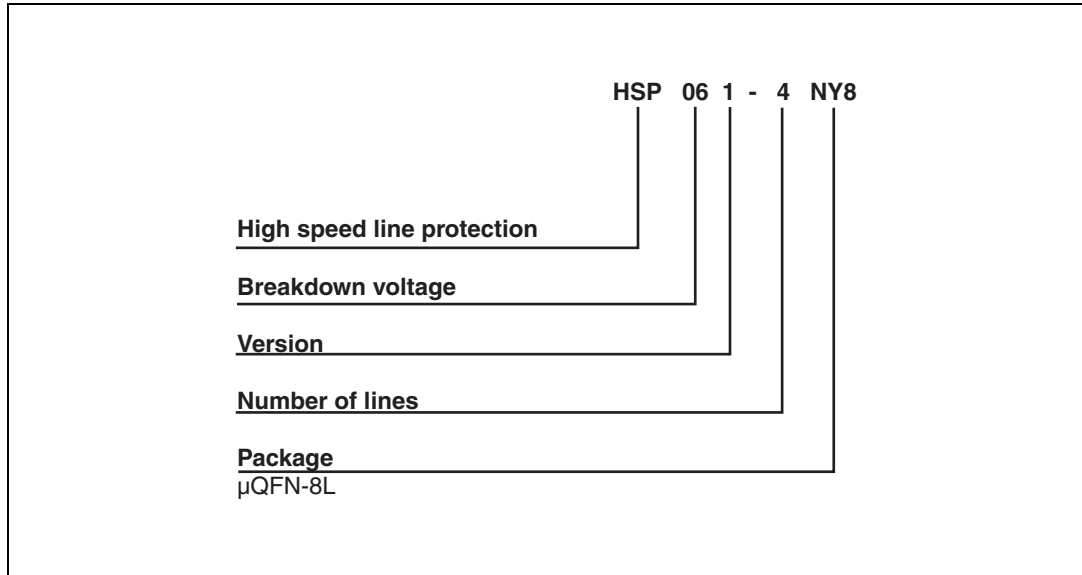 HSP 06 1 - 4 NY8
High speed line protection
Breakdown voltage
Version
Number of lines
Package
µQFN-8L